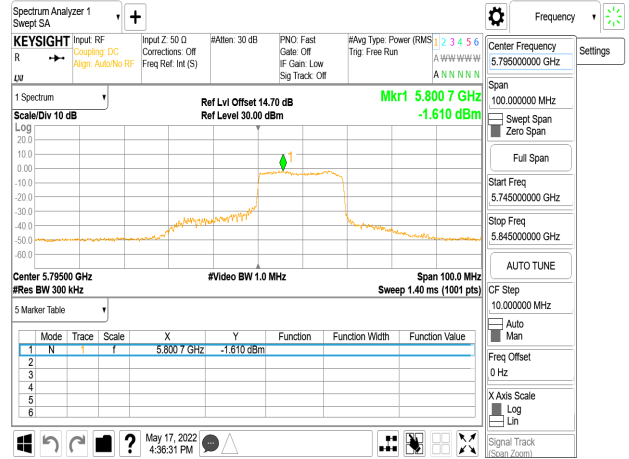 Spectrum Analyzer 1
Swept SA
Frequency
KEYSIGHT
R
Input: RF
Coupling: DC
Align: Auto/No RF
Input Z: 50 Ω
Corrections: Off
Freq Ref: Int (S)
#Atten: 30 dB
PNO: Fast
Gate: Off
IF Gain: Low
Sig Track: Off
#Avg Type: Power (RMS
Trig: Free Run
1 2 3 4 5 6
A W W W W W
A N N N N N
Center Frequency
5.795000000 GHz
Settings
Span
100.000000 MHz
Swept Span
Zero Span
Full Span
Start Freq
5.745000000 GHz
Stop Freq
5.845000000 GHz
AUTO TUNE
CF Step
10.000000 MHz
Auto
Man
Freq Offset
0 Hz
X Axis Scale
Log
Lin
Signal Track
(Span Zoom)
1 Spectrum
Scale/Div 10 dB
Ref Lvl Offset 14.70 dB
Ref Level 30.00 dBm
Mkr1 5.800 7 GHz
-1.610 dBm
Log
20.0
10.0
0.00
-10.0
-20.0
-30.0
-40.0
-50.0
-60.0
1
Center 5.79500 GHz
#Res BW 300 kHz
#Video BW 1.0 MHz
Span 100.0 MHz
Sweep 1.40 ms (1001 pts)
5 Marker Table
Mode Trace Scale X Y Function Function Width Function Value
1 N 1 f 5.800 7 GHz -1.610 dBm
2
3
4
5
6
May 17, 2022
4:36:31 PM